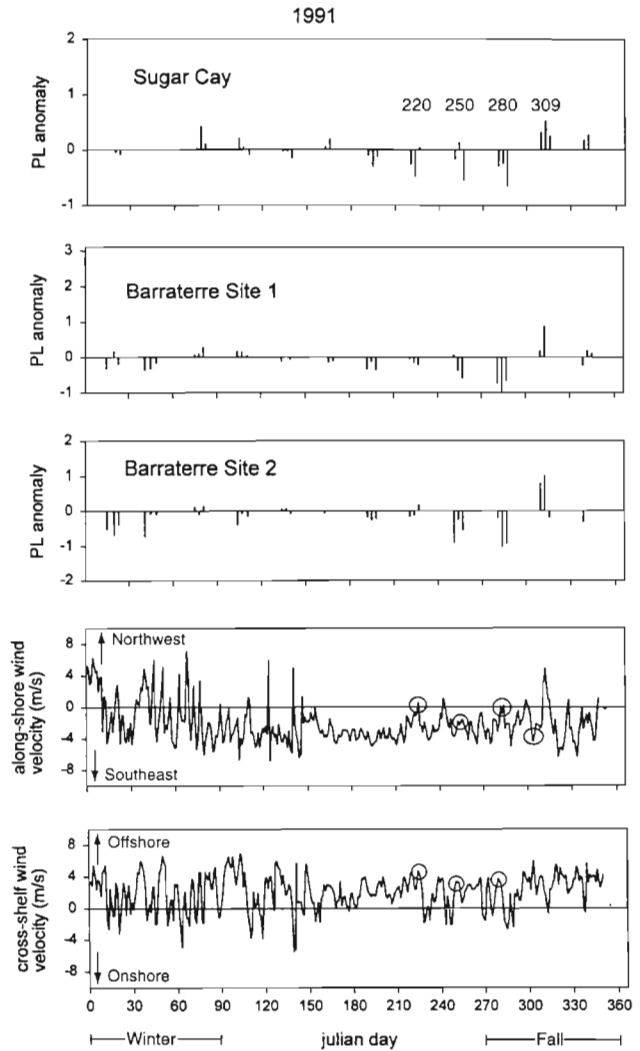 1991
2
1
0
-1
PL anomaly
Sugar Cay
220 250 280 309
3
2
1
0
-1
PL anomaly
Barraterre Site 1
2
1
0
-1
-2
PL anomaly
Barraterre Site 2
8
4
0
-4
-8
along-shore wind
velocity (m/s)
Northwest
Southeast
8
4
0
-4
-8
cross-shelf wind
velocity (m/s)
Offshore
Onshore
0 30 60 90 120 150 180 210 240 270 300 330 360
Winter julian day Fall